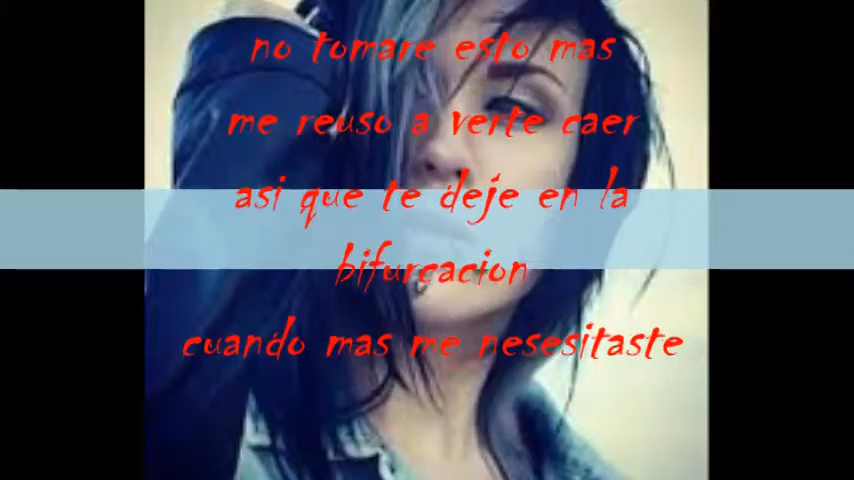 no tomare esto mas
me reuso a verte caer
asi que te deje en la
bifurcacion
cuando mas me nesesitaste